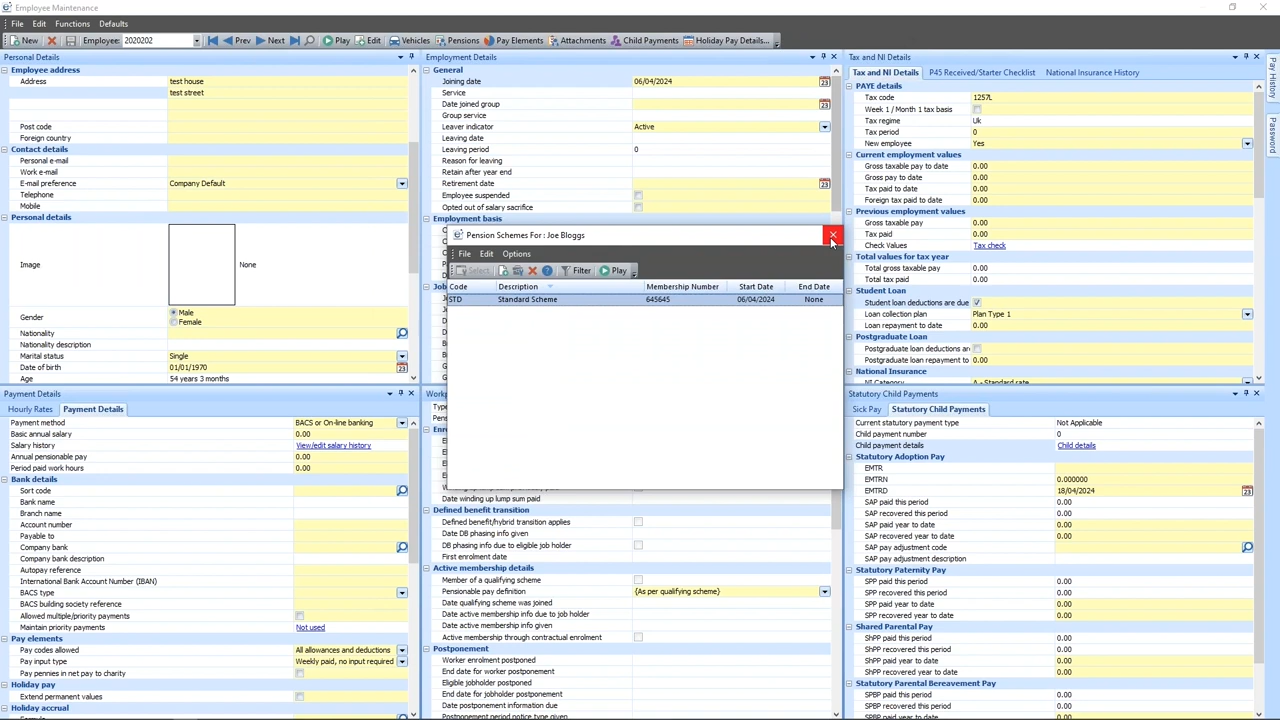 Employee Maintenance
File Edit Functions Defaults
New Employee: 2020202 Prev Next Play Edit Vehicles Pensions Pay Elements Attachments Child Payments Holiday Pay Details...
Personal Details
Employee address
Address test house
test street
Post code
Foreign country
Contact details
Personal e-mail
Work e-mail
E-mail preference Company Default
Telephone
Mobile
Personal details
Image None
Gender Male
Female
Nationality
Nationality description
Marital status Single
Date of birth 01/01/1970
Age 54 years 3 months
Employment Details
General
Joining date 06/04/2024
Service
Date joined group
Group service
Leaver indicator Active
Leaving date
Leaving period 0
Reason for leaving
Retain after year end
Retirement date
Employee suspended
Opted out of salary sacrifice
Employment basis
Pension Schemes For : Joe Bloggs
File Edit Options
Select Filter Play
Code Description Membership Number Start Date End Date
STD Standard Scheme 645645 06/04/2024 None
Tax and NI Details
Tax and NI Details P45 Received/Starter Checklist National Insurance History
PAYE details
Tax code 1257L
Week 1 / Month 1 tax basis
Tax regime Uk
Tax period 0
New employee Yes
Current employment values
Gross taxable pay to date 0.00
Gross pay to date 0.00
Tax paid to date 0.00
Foreign tax paid to date 0.00
Previous employment values
Gross taxable pay 0.00
Tax paid 0.00
Check Values Tax check
Total values for tax year
Total gross taxable pay 0.00
Total tax paid 0.00
Student Loan
Student loan deductions are due
Loan collection plan Plan Type 1
Loan repayment to date 0.00
Postgraduate Loan
Postgraduate loan deductions are
Postgraduate loan repayment to 0.00
National Insurance
NI Category A - Standard rate
Pay History
Password
Payment Details
Hourly Rates Payment Details
Payment method BACS or On-line banking
Basic annual salary 0.00
Salary history View/edit salary history
Annual pensionable pay 0.00
Period paid work hours 0.00
Bank details
Sort code
Bank name
Branch name
Account number
Payable to
Company bank
Company bank description
Autopay reference
International Bank Account Number (IBAN)
BACS type
BACS building society reference
Allowed multiple/priority payments
Maintain priority payments Not used
Pay elements
Pay codes allowed All allowances and deductions
Pay input type Weekly paid, no input required
Pay pennies in net pay to charity
Holiday pay
Extend permanent values
Holiday accrual
Date winding up lump sum paid
Defined benefit transition
Defined benefit/hybrid transition applies
Date DB phasing info given
DB phasing info due to eligible job holder
First enrolment date
Active membership details
Member of a qualifying scheme
Pensionable pay definition {As per qualifying scheme}
Date qualifying scheme was joined
Date active membership info due to job holder
Date active membership info given
Active membership through contractual enrolment
Postponement
Worker enrolment postponed
End date for worker postponement
Eligible jobholder postponed
End date for jobholder postponement
Date postponement information due
Postponement period notice type given
Statutory Child Payments
Sick Pay Statutory Child Payments
Current statutory payment type Not Applicable
Child payment number 0
Child payment details Child details
Statutory Adoption Pay
EMTR
EMTRN 0.000000
EMTRD 18/04/2024
SAP paid this period 0.00
SAP recovered this period 0.00
SAP paid year to date 0.00
SAP recovered year to date 0.00
SAP pay adjustment code
SAP pay adjustment description
Statutory Paternity Pay
SPP paid this period 0.00
SPP recovered this period 0.00
SPP paid year to date 0.00
SPP recovered year to date 0.00
Shared Parental Pay
ShPP paid this period 0.00
ShPP recovered this period 0.00
ShPP paid year to date 0.00
ShPP recovered year to date 0.00
Statutory Parental Bereavement Pay
SPBP paid this period 0.00
SPBP recovered this period 0.00